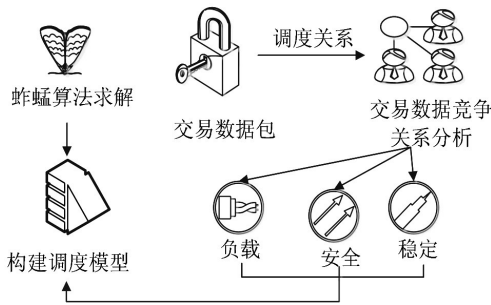 调度关系
蚱蜢算法求解
交易数据包
交易数据竞争
关系分析
构建调度模型
负载
安全
稳定